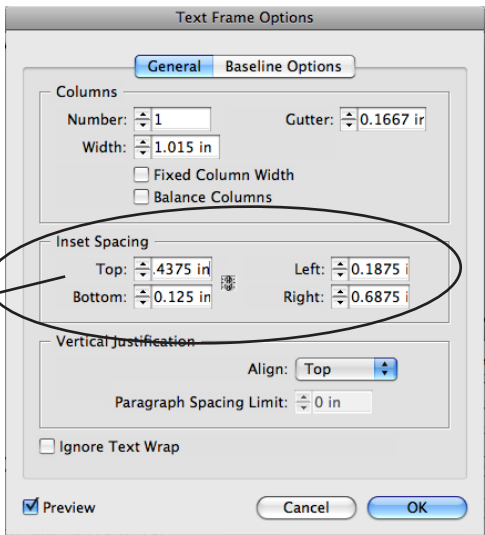 Text Frame Options
General Baseline Options
Columns
Number: 1 Gutter: 0.1667 ir
Width: 1.015 in
Fixed Column Width
Balance Columns
Inset Spacing
Top: .4375 in Left: 0.1875 i
Bottom: 0.125 in Right: 0.6875 i
Vertical Justification
Align: Top
Paragraph Spacing Limit: 0 in
Ignore Text Wrap
Preview Cancel OK